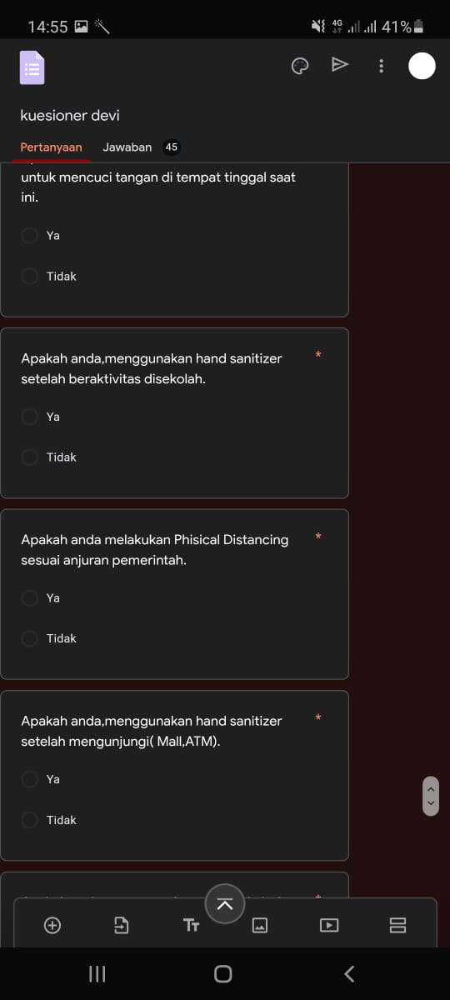 14:55
4G
41%
kuesioner devi
Pertanyaan Jawaban 45
untuk mencuci tangan di tempat tinggal saat
ini.
Ya
Tidak
Apakah anda,menggunakan hand sanitizer *
setelah beraktivitas disekolah.
Ya
Tidak
Apakah anda melakukan Phisical Distancing *
sesuai anjuran pemerintah.
Ya
Tidak
Apakah anda,menggunakan hand sanitizer *
setelah mengunjungi( Mall,ATM).
Ya
Tidak
Tт